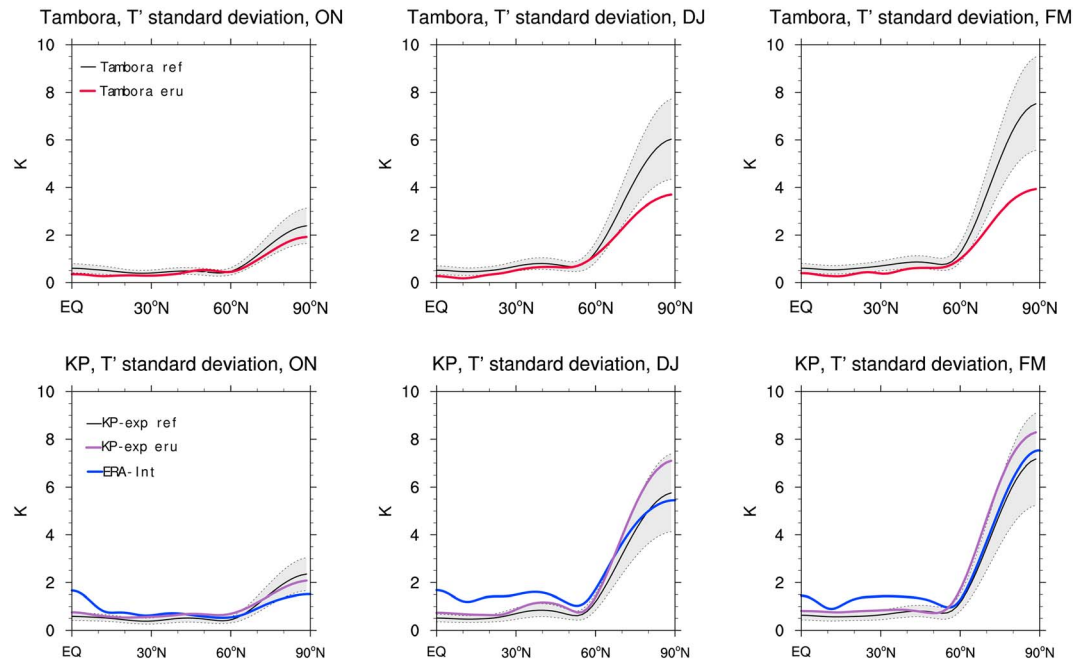 Tambora, T' standard deviation, ON
Tambora, T' standard deviation, DJ
Tambora, T' standard deviation, FM
10
8
6
4
2
0
K
Tambora ref
Tambora eru
EQ 30°N 60°N 90°N
10
8
6
4
2
0
K
EQ 30°N 60°N 90°N
10
8
6
4
2
0
K
EQ 30°N 60°N 90°N
KP, T' standard deviation, ON
KP, T' standard deviation, DJ
KP, T' standard deviation, FM
10
8
6
4
2
0
K
KP-exp ref
KP-exp eru
ERA-Int
EQ 30°N 60°N 90°N
10
8
6
4
2
0
K
EQ 30°N 60°N 90°N
10
8
6
4
2
0
K
EQ 30°N 60°N 90°N